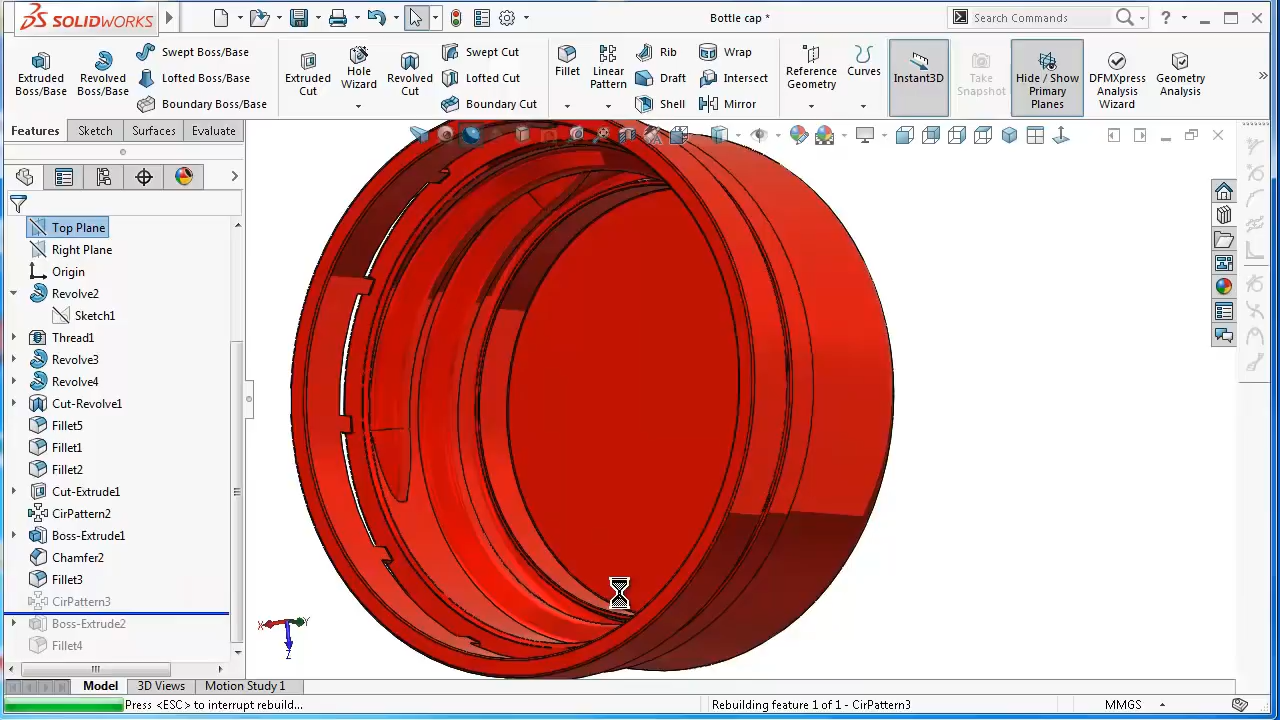 SOLIDWORKS
Bottle cap *
Search Commands
Extruded Boss/Base
Revolved Boss/Base
Swept Boss/Base
Lofted Boss/Base
Boundary Boss/Base
Extruded Cut
Hole Wizard
Revolved Cut
Swept Cut
Lofted Cut
Boundary Cut
Fillet
Linear Pattern
Rib
Draft
Shell
Wrap
Intersect
Mirror
Reference Geometry
Curves
Instant3D
Take Snapshot
Hide / Show Primary Planes
DFMXpress Analysis Wizard
Geometry Analysis
Features
Sketch
Surfaces
Evaluate
Top Plane
Right Plane
Origin
Revolve2
Sketch1
Thread1
Revolve3
Revolve4
Cut-Revolve1
Fillet5
Fillet1
Fillet2
Cut-Extrude1
CirPattern2
Boss-Extrude1
Chamfer2
Fillet3
CirPattern3
Boss-Extrude2
Fillet4
X
Y
Z
Model
3D Views
Motion Study 1
Press <ESC> to interrupt rebuild...
Rebuilding feature 1 of 1 - CirPattern3
MMGS